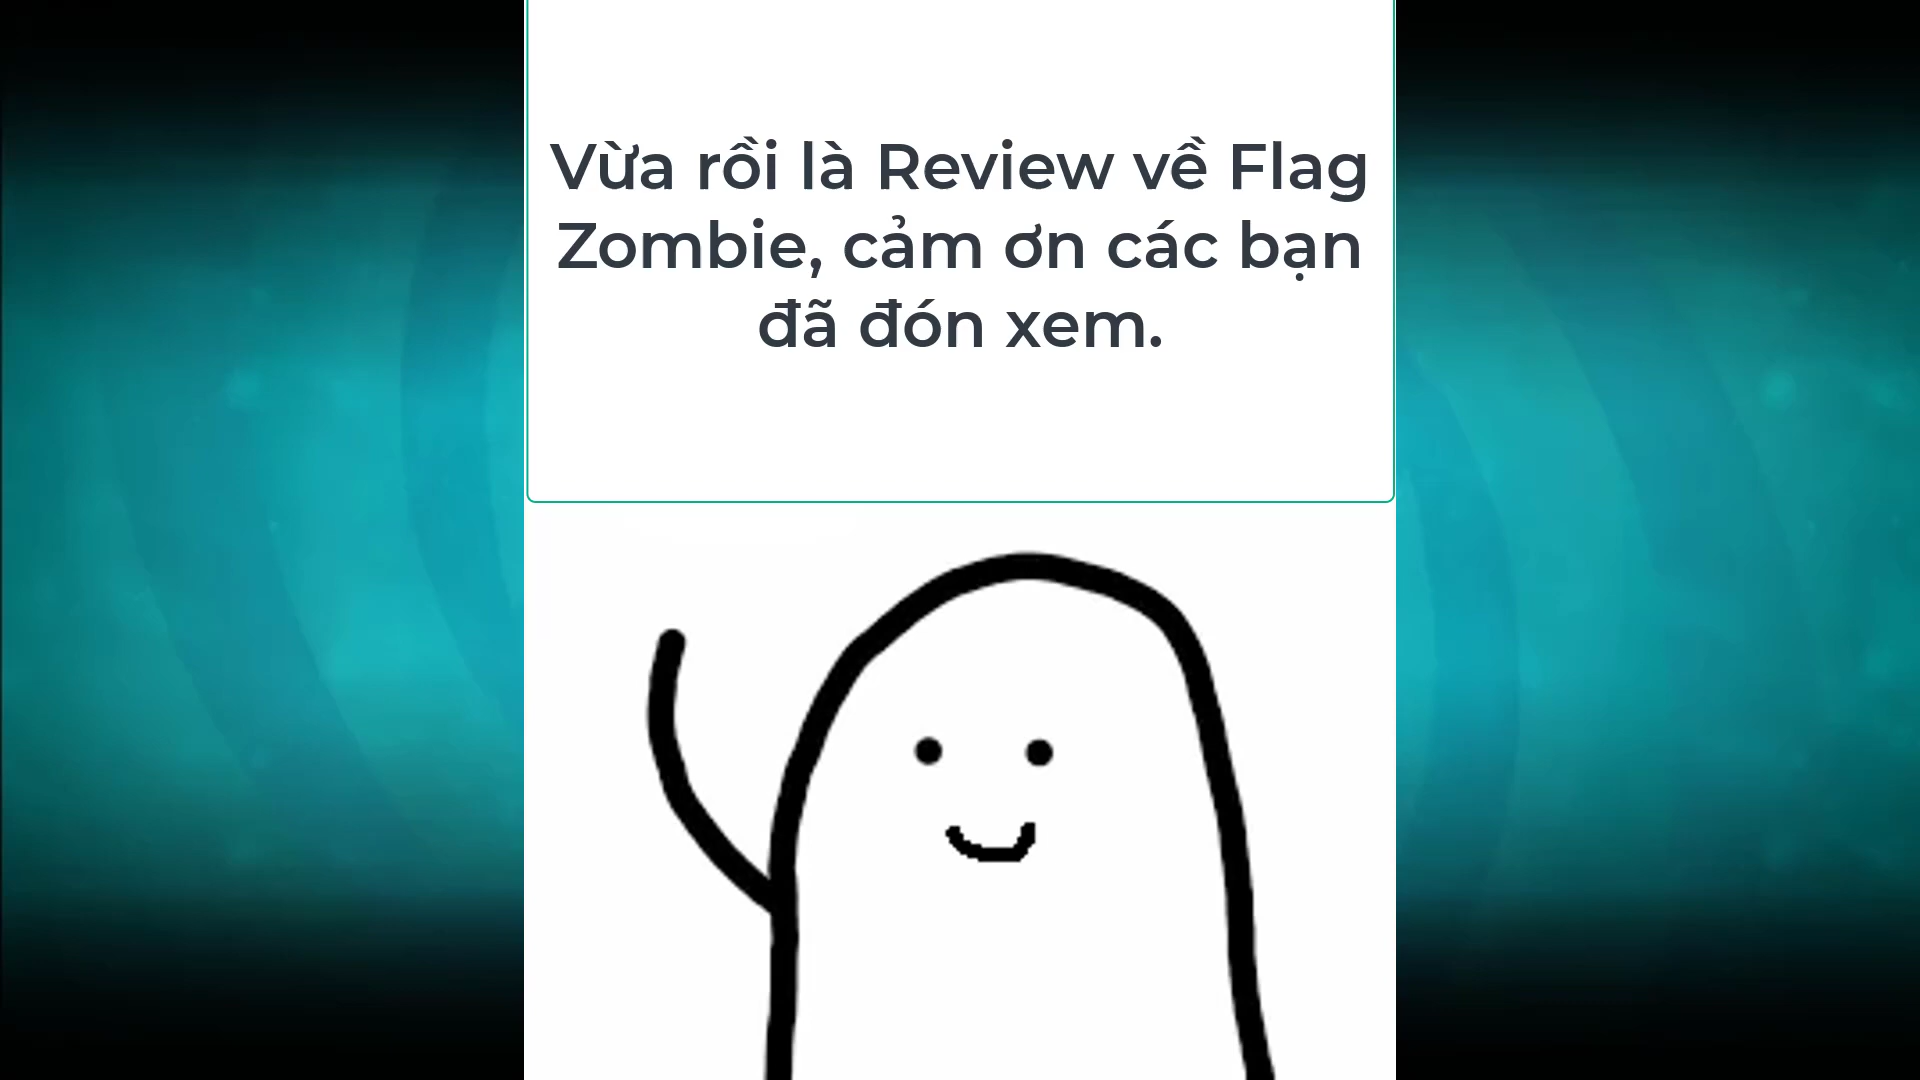 Vừa rồi là Review về Flag
Zombie, cảm ơn các bạn
đã đón xem.